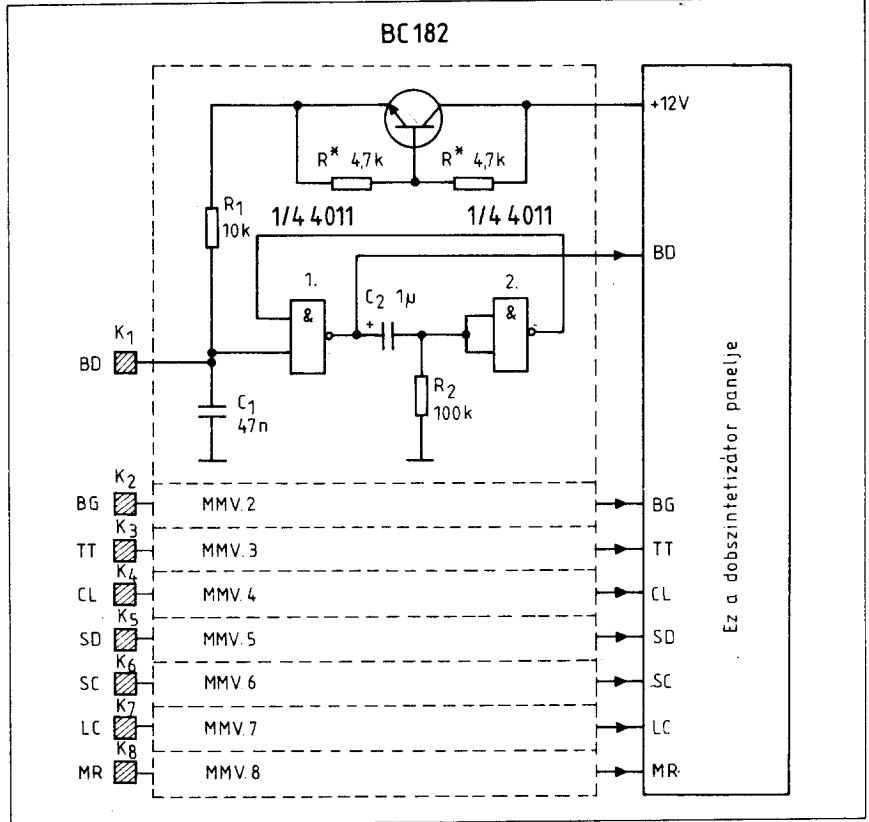 BC182
+12V
R* 4,7k
R* 4,7k
R1
10k
1/4 4011
1/4 4011
BD
1.
2.
C2 1µ
&
&
+
K1
BD
R2
100k
C1
47n
Ez a dobszintetizátor panelje
K2
BG MMV.2 BG
K3
TT MMV.3 TT
K4
CL MMV.4 CL
K5
SD MMV.5 SD
K6
SC MMV.6 SC
K7
LC MMV.7 LC
K8
MR MMV.8 MR